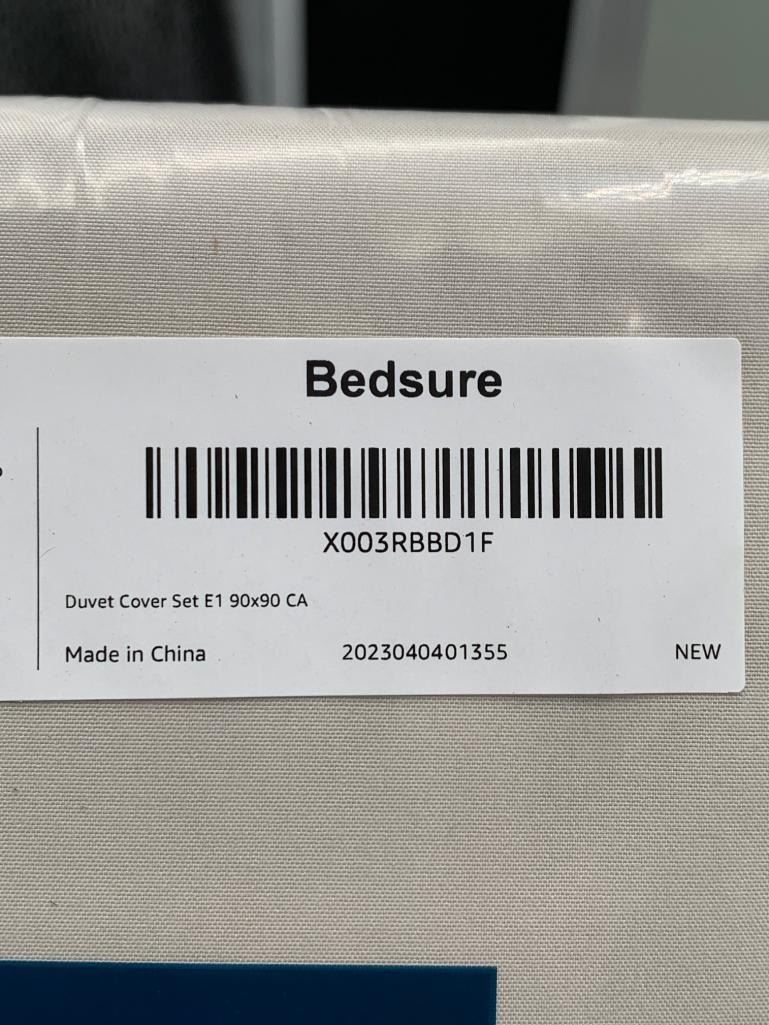 Bedsure
X003RBBD1F
Duvet Cover Set E1 90x90 CA
Made in China 2023040401355 NEW